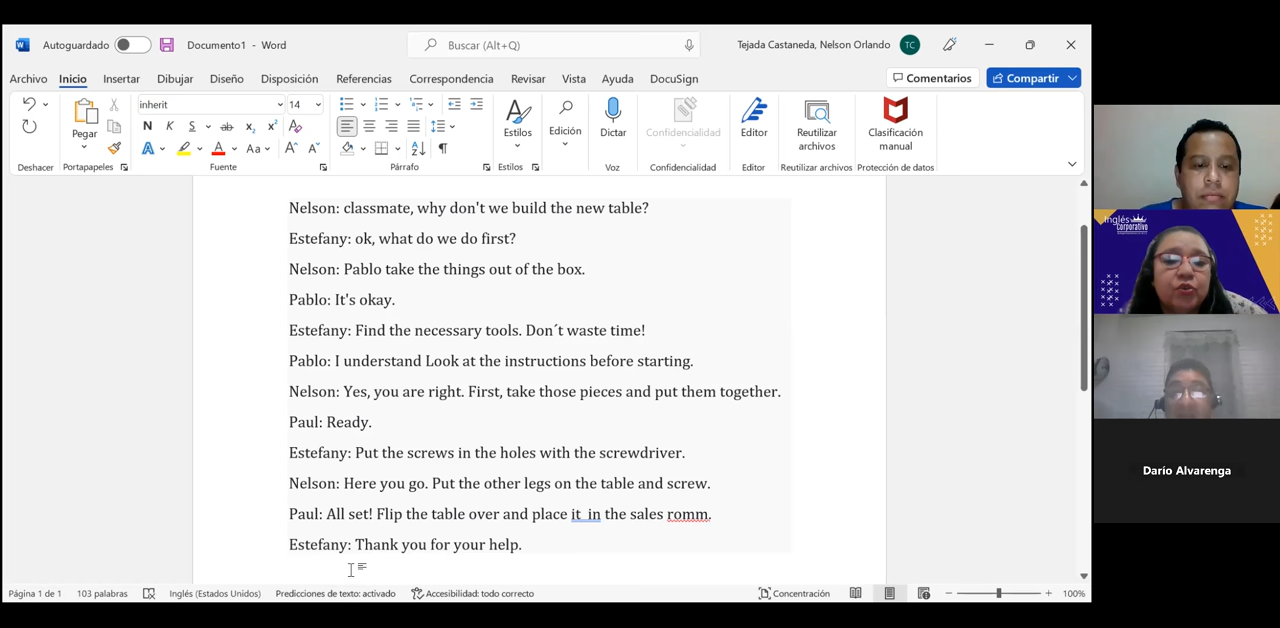 Autoguardado Documento1 - Word Buscar (Alt+Q) Tejada Castaneda, Nelson Orlando TC
Archivo Inicio Insertar Dibujar Diseño Disposición Referencias Correspondencia Revisar Vista Ayuda DocuSign Comentarios Compartir
inherit 14
Pegar N K S ab x₂ x² Estilos Edición Dictar Confidencialidad Editor Reutilizar archivos Clasificación manual
A A Aa A A
Deshacer Portapapeles Fuente Párrafo Estilos Voz Confidencialidad Editor Reutilizar archivos Protección de datos
Nelson: classmate, why don't we build the new table?
Estefany: ok, what do we do first?
Nelson: Pablo take the things out of the box.
Pablo: It's okay.
Estefany: Find the necessary tools. Don´t waste time!
Pablo: I understand Look at the instructions before starting.
Nelson: Yes, you are right. First, take those pieces and put them together.
Paul: Ready.
Estefany: Put the screws in the holes with the screwdriver.
Nelson: Here you go. Put the other legs on the table and screw.
Paul: All set! Flip the table over and place it  in the sales romm.
Estefany: Thank you for your help.
Página 1 de 1 103 palabras Inglés (Estados Unidos) Predicciones de texto: activado Accesibilidad: todo correcto Concentración 100%
Inglés
Corporativo
Darío Alvarenga